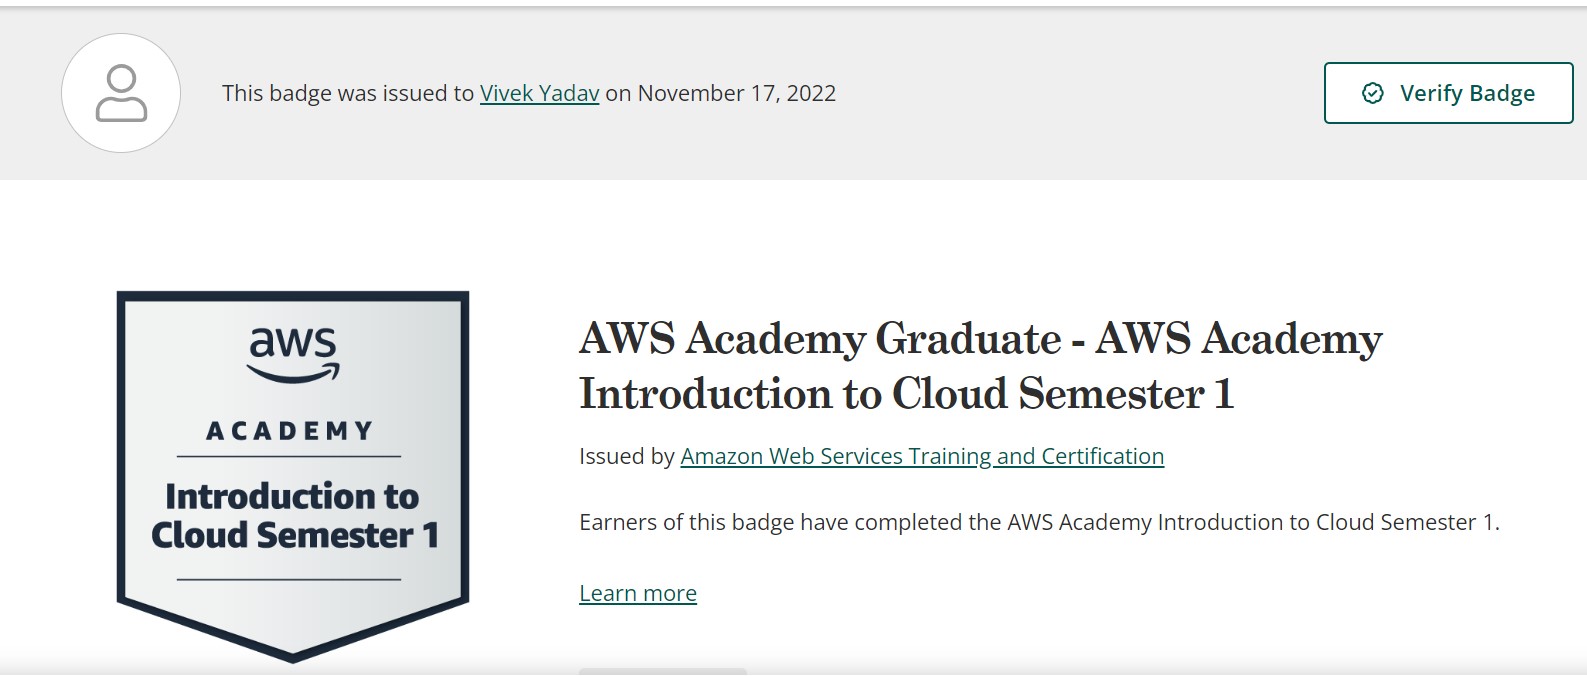 This badge was issued to Vivek Yadav on November 17, 2022
Verify Badge
aws
ACADEMY
Introduction to
Cloud Semester 1
AWS Academy Graduate - AWS Academy
Introduction to Cloud Semester 1
Issued by Amazon Web Services Training and Certification
Earners of this badge have completed the AWS Academy Introduction to Cloud Semester 1.
Learn more